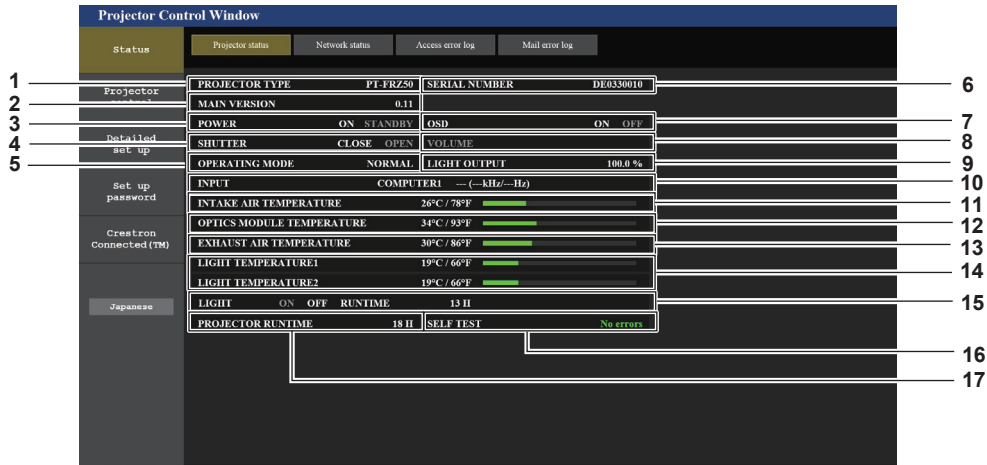 Projector Control Window
Status
Projector status Network status Access error log Mail error log
1 PROJECTOR TYPE PT-FRZ50 SERIAL NUMBER DE0330010 6
Projector control
2 MAIN VERSION 0.11
3 POWER ON STANDBY OSD ON OFF 7
Detailed
set up
4 SHUTTER CLOSE OPEN VOLUME 8
5 OPERATING MODE NORMAL LIGHT OUTPUT 100.0 % 9
Set up
password
INPUT COMPUTER1 --- (---kHz/---Hz) 10
INTAKE AIR TEMPERATURE 26°C / 78°F 11
OPTICS MODULE TEMPERATURE 34°C / 93°F 12
Crestron
Connected(TM)
EXHAUST AIR TEMPERATURE 30°C / 86°F 13
LIGHT TEMPERATURE1 19°C / 66°F 14
LIGHT TEMPERATURE2 19°C / 66°F
Japanese
LIGHT ON OFF RUNTIME 13 H 15
PROJECTOR RUNTIME 18 H SELF TEST No errors
16
17